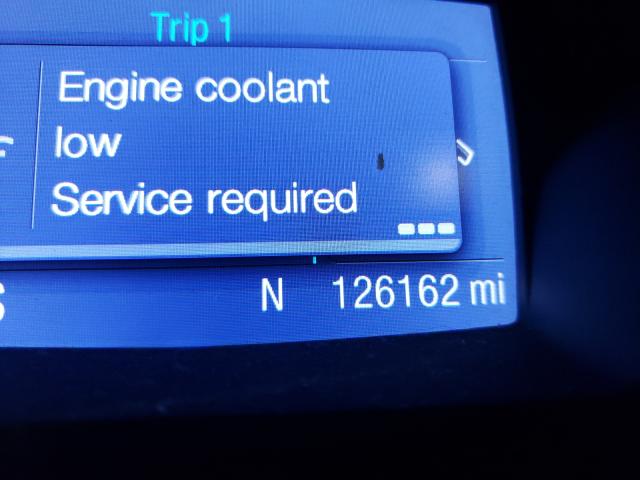 Trip 1
Engine coolant
low
Service required
N 126162 mi